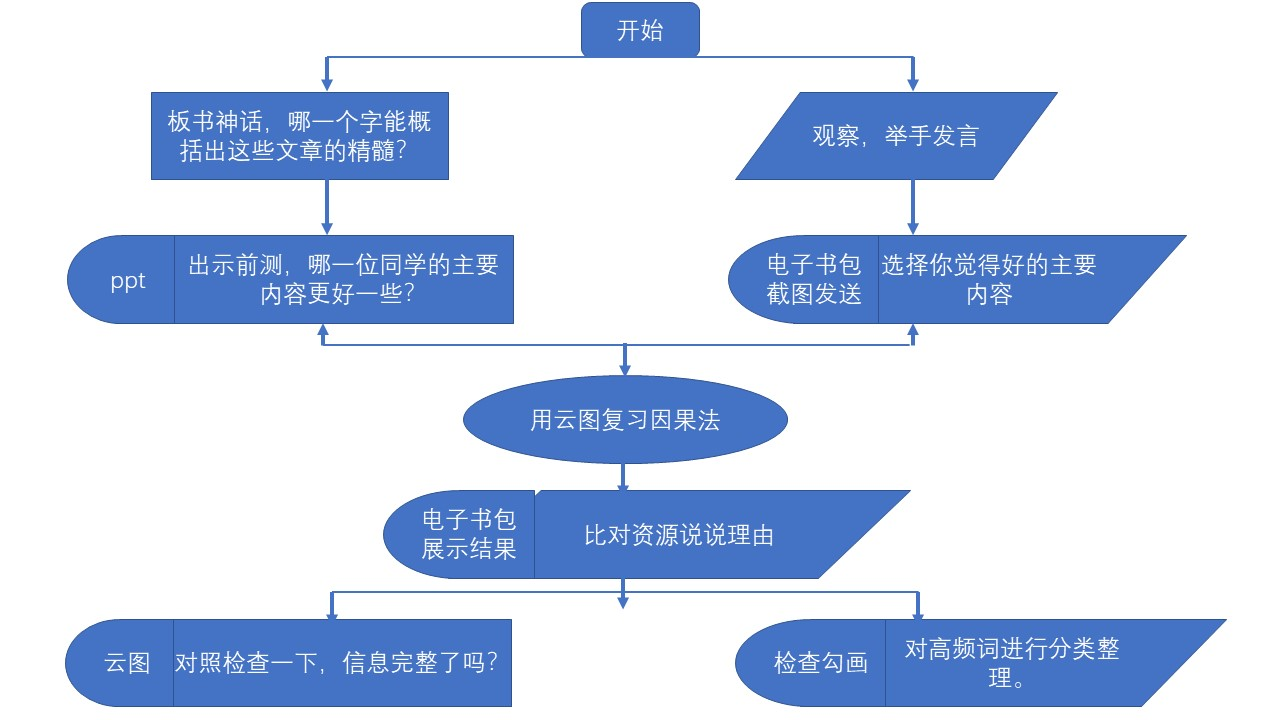 开始
板书神话，哪一个字能概
括出这些文章的精髓？
观察，举手发言
ppt
出示前测，哪一位同学的主要
内容更好一些？
电子书包
截图发送
选择你觉得好的主要
内容
用云图复习因果法
电子书包
展示结果
比对资源说说理由
云图
对照检查一下，信息完整了吗？
检查勾画
对高频词进行分类整
理。